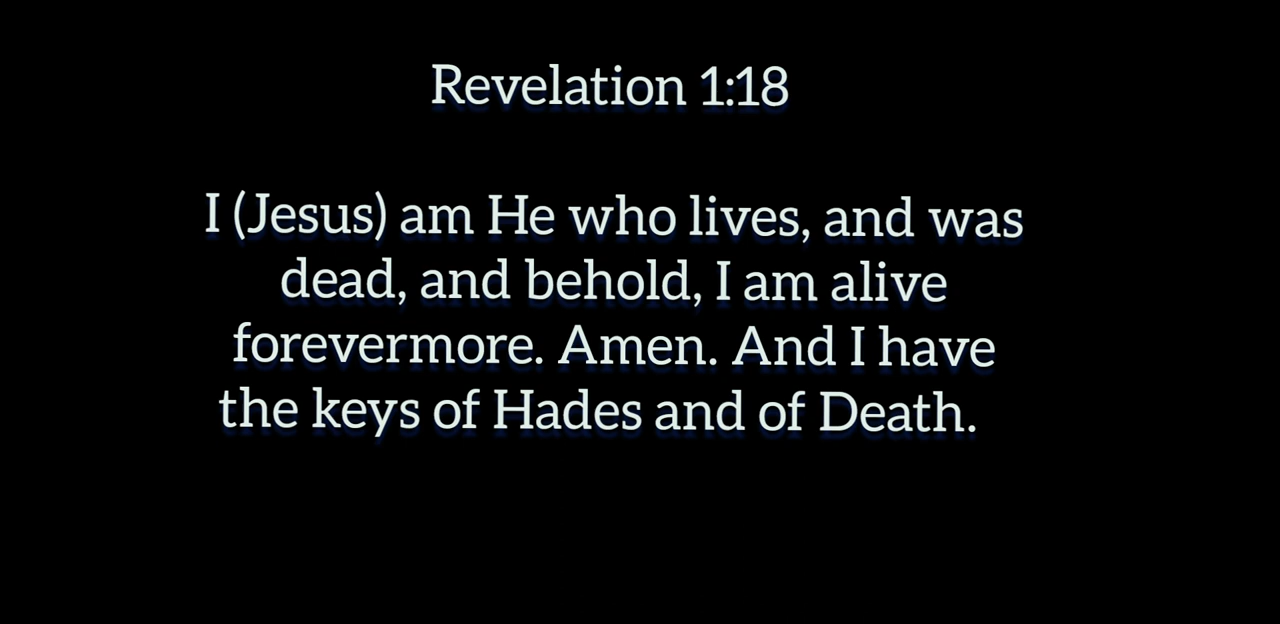 Revelation 1:18
I (Jesus) am He who lives, and was
dead, and behold, I am alive
forevermore. Amen. And I have
the keys of Hades and of Death.